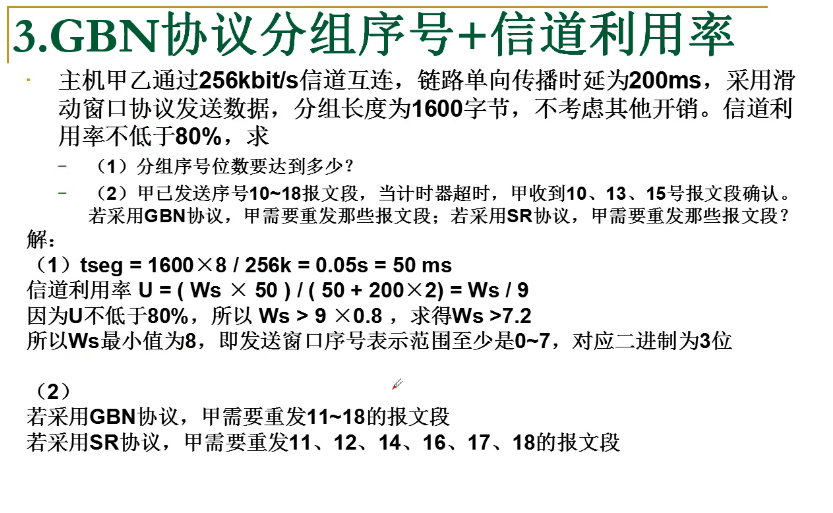 3.GBN协议分组序号+信道利用率
主机甲乙通过256kbit/s信道互连，链路单向传播时延为200ms，采用滑
动窗口协议发送数据，分组长度为1600字节，不考虑其他开销。信道利
用率不低于80%，求
－ （1）分组序号位数要达到多少？
－ （2）甲已发送序号10~18报文段，当计时器超时，甲收到10、13、15号报文段确认。
若采用GBN协议，甲需要重发那些报文段；若采用SR协议，甲需要重发那些报文段？
解：
（1）tseg = 1600×8 / 256k = 0.05s = 50 ms
信道利用率 U = ( Ws × 50 ) / ( 50 + 200×2) = Ws / 9
因为U不低于80%，所以 Ws > 9 ×0.8 ，求得Ws >7.2
所以Ws最小值为8，即发送窗口序号表示范围至少是0~7，对应二进制为3位
（2）
若采用GBN协议，甲需要重发11~18的报文段
若采用SR协议，甲需要重发11、12、14、16、17、18的报文段